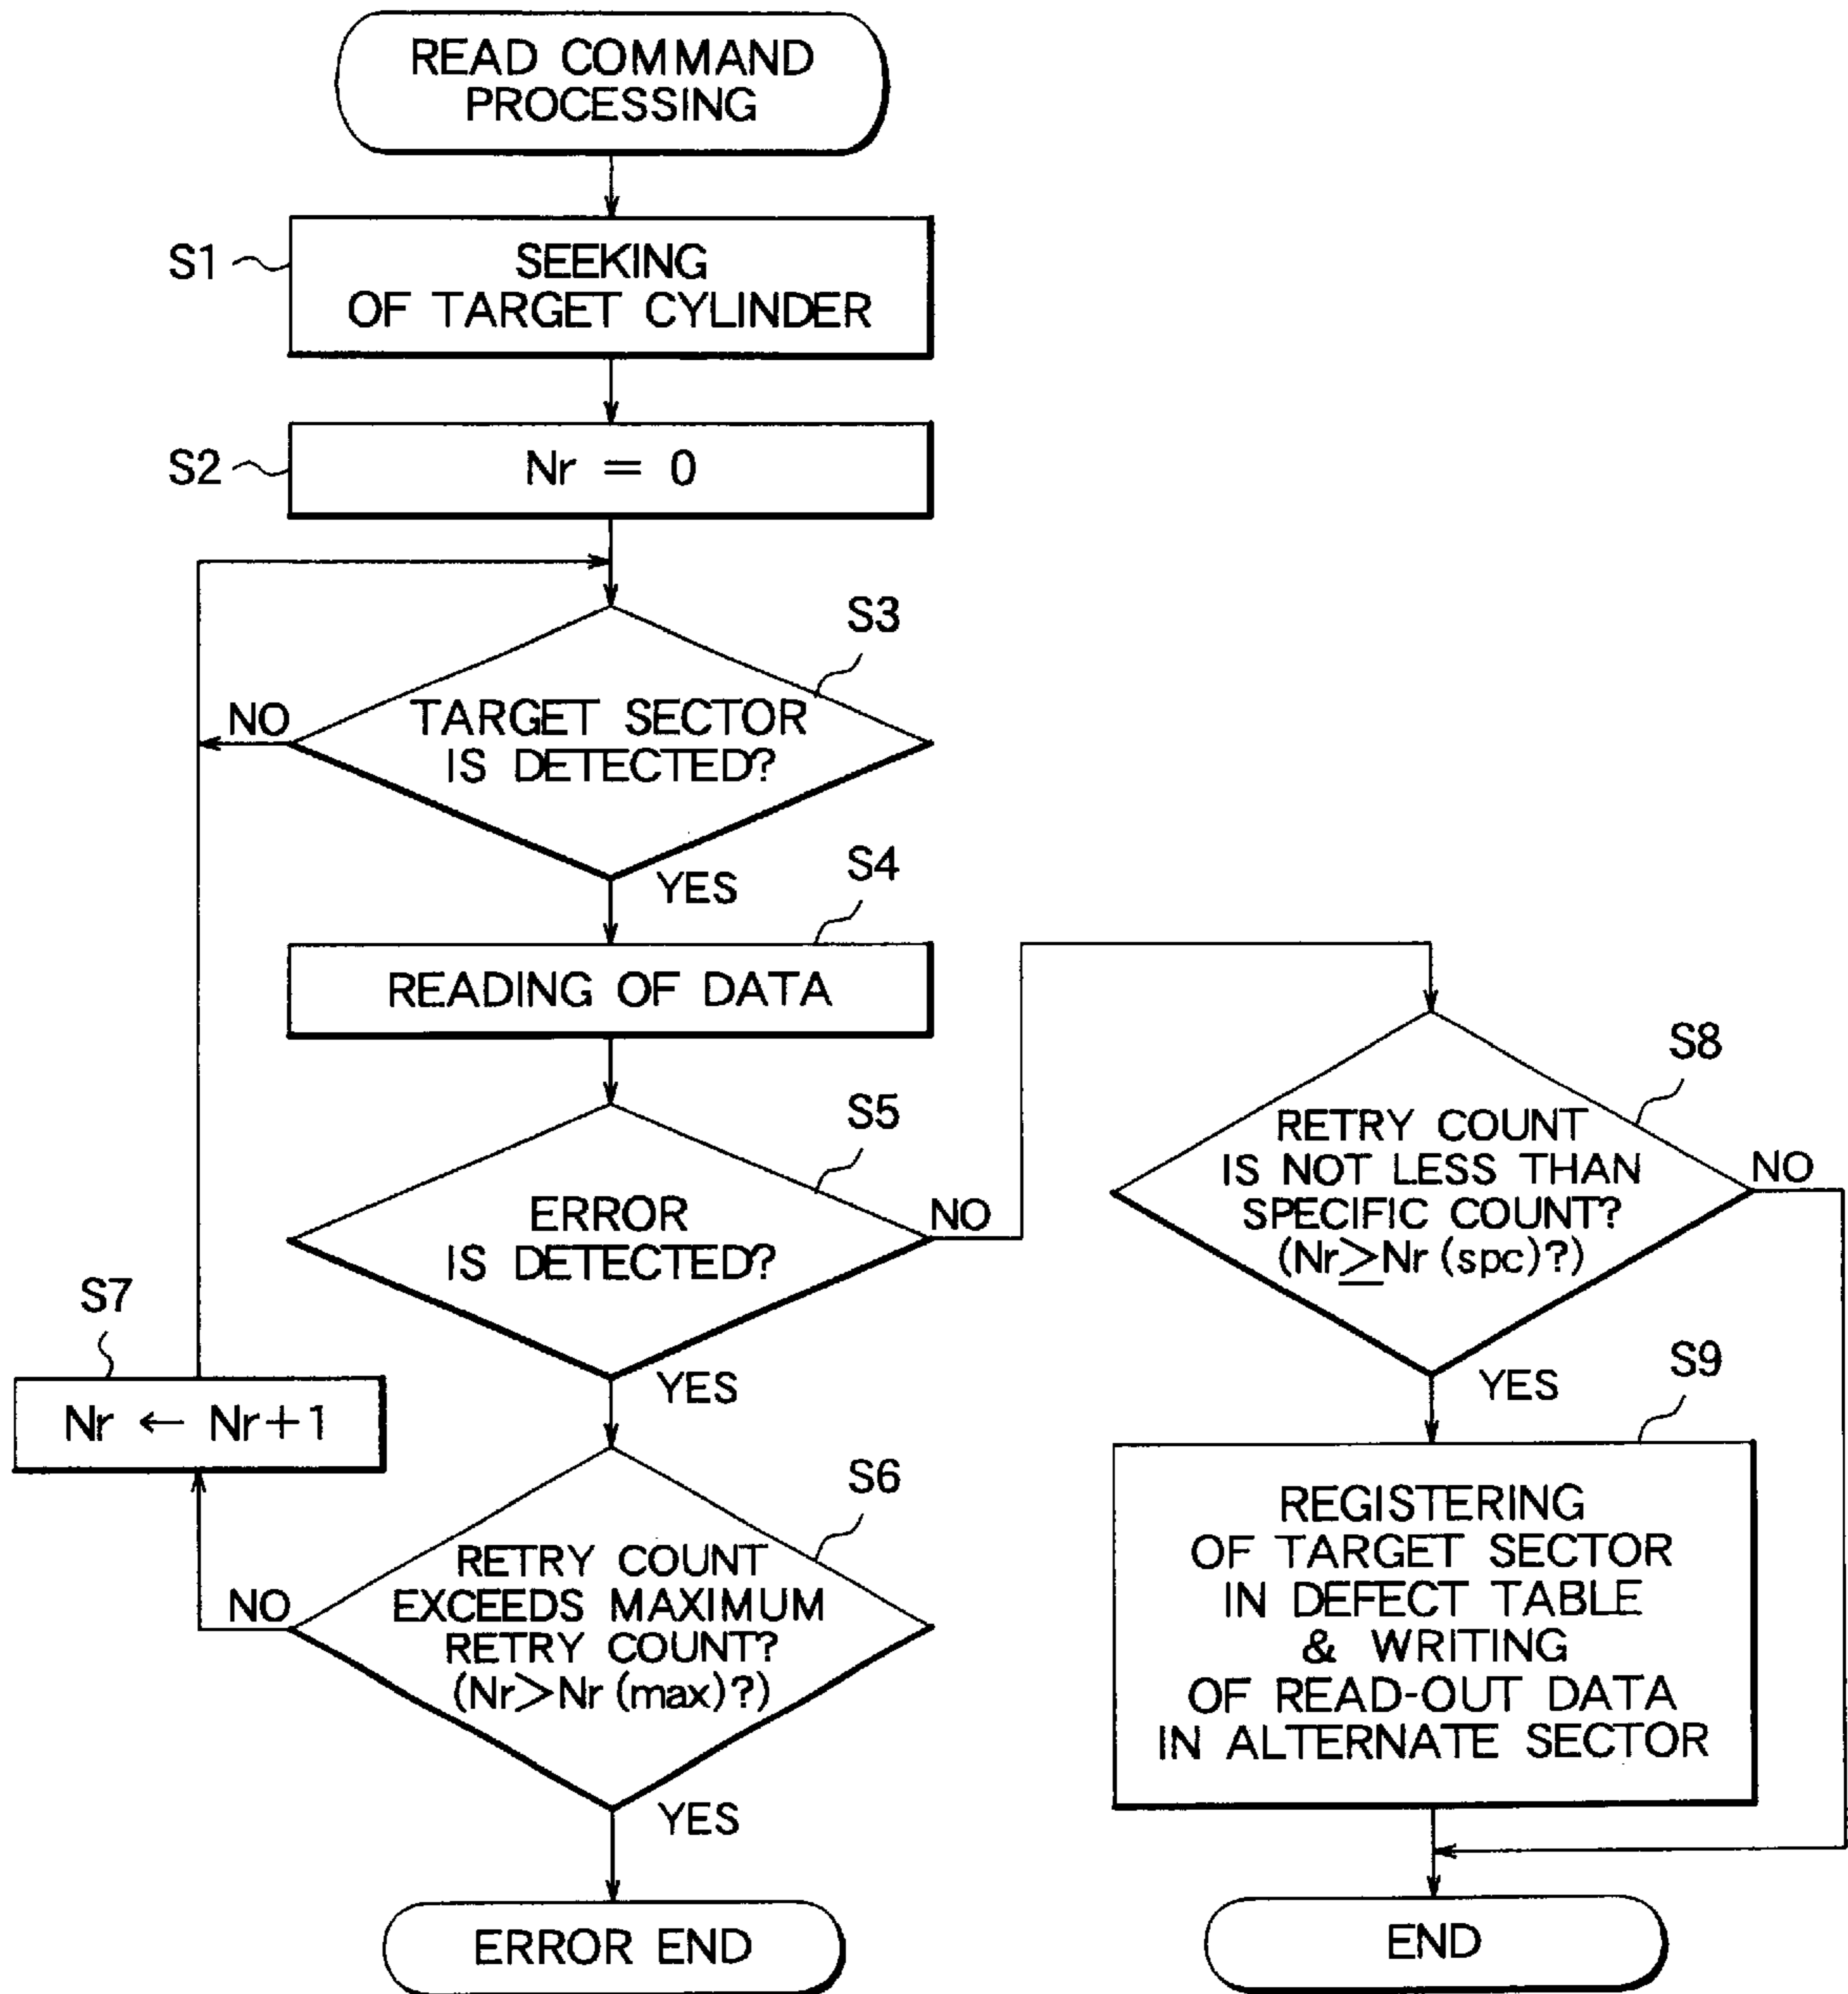 READ COMMAND
PROCESSING
S1
SEEKING
OF TARGET CYLINDER
S2
Nr = 0
S3
TARGET SECTOR
IS DETECTED?
NO
YES
S4
READING OF DATA
S5
ERROR
IS DETECTED?
NO
YES
S6
RETRY COUNT
EXCEEDS MAXIMUM
RETRY COUNT?
(Nr>Nr (max)?)
NO
YES
S7
Nr ← Nr+1
ERROR END
S8
RETRY COUNT
IS NOT LESS THAN
SPECIFIC COUNT?
(Nr≥Nr (spc)?)
NO
YES
S9
REGISTERING
OF TARGET SECTOR
IN DEFECT TABLE
& WRITING
OF READ-OUT DATA
IN ALTERNATE SECTOR
END